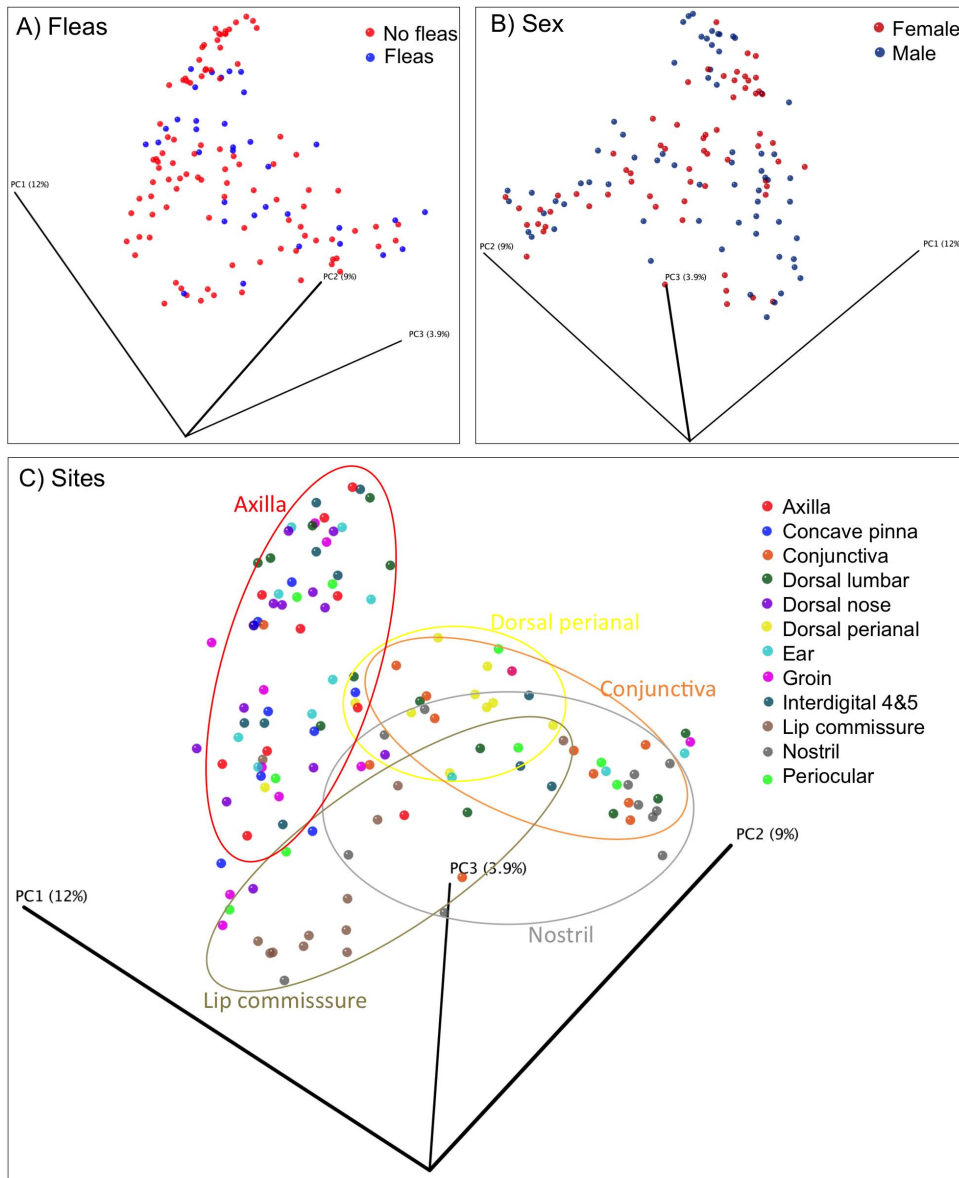 A) Fleas
No fleas
Fleas
PC1 (12%)
PC2 (9%)
PC3 (3.9%)
B) Sex
Female
Male
PC2 (9%)
PC3 (3.9%)
PC1 (12%
C) Sites
Axilla
Axilla
Concave pinna
Conjunctiva
Dorsal lumbar
Dorsal nose
Dorsal perianal
Ear
Groin
Interdigital 4&5
Lip commissure
Nostril
Periocular
Dorsal perianal
Conjunctiva
PC2 (9%)
PC3 (3.9%)
PC1 (12%)
Nostril
Lip commisssure